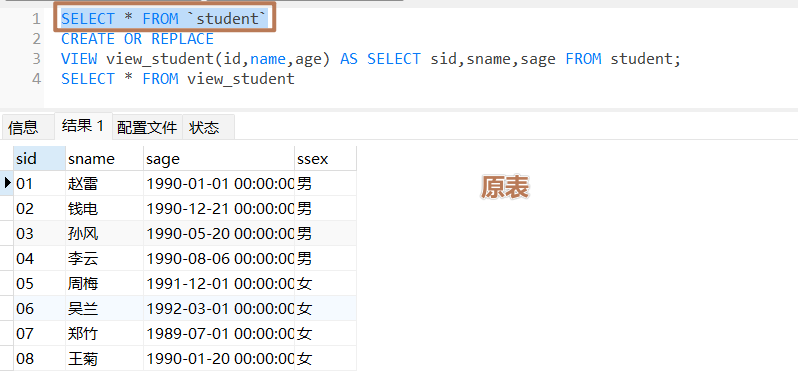 1 SELECT * FROM `student`
2 CREATE OR REPLACE
3 VIEW view_student(id,name,age) AS SELECT sid,sname,sage FROM student;
4 SELECT * FROM view_student
信息 结果 1 配置文件 状态
sid sname sage ssex
01 赵雷 1990-01-01 00:00:00 男
02 钱电 1990-12-21 00:00:00 男
03 孙风 1990-05-20 00:00:00 男
04 李云 1990-08-06 00:00:00 男
05 周梅 1991-12-01 00:00:00 女
06 吴兰 1992-03-01 00:00:00 女
07 郑竹 1989-07-01 00:00:00 女
08 王菊 1990-01-20 00:00:00 女
原表